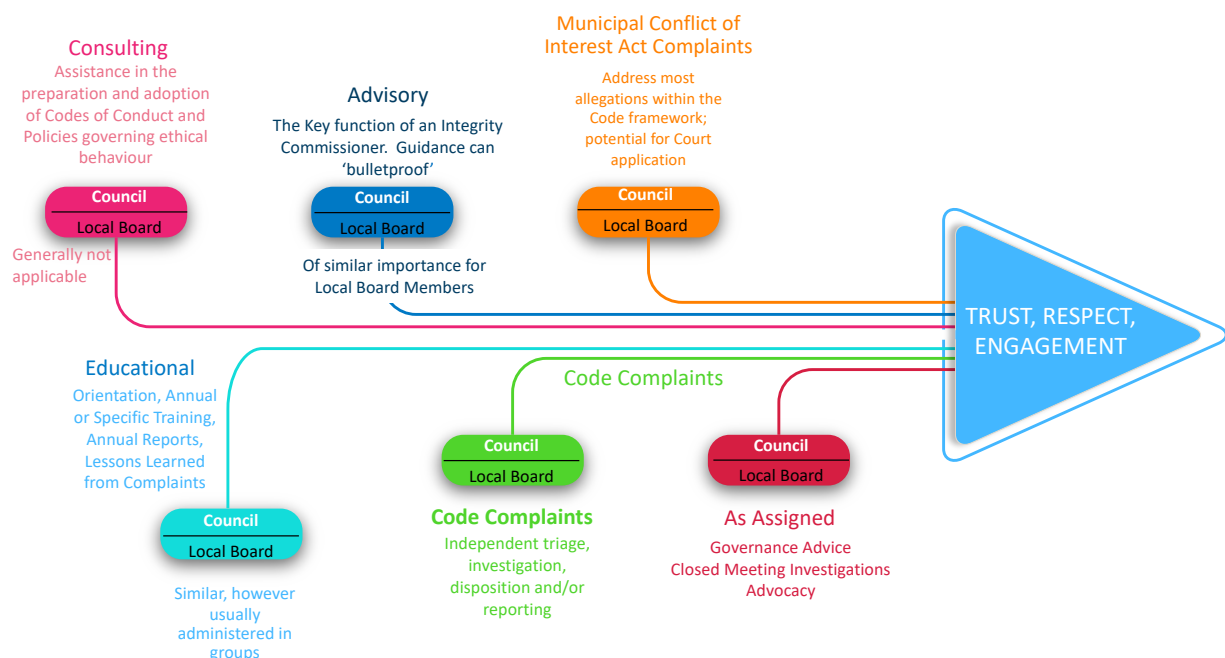 Consulting
Assistance in the
preparation and adoption
of Codes of Conduct and
Policies governing ethical
behaviour
Council
Local Board
Generally not
applicable
Advisory
The Key function of an Integrity
Commissioner.  Guidance can
‘bulletproof’
Council
Local Board
Of similar importance for
Local Board Members
Municipal Conflict of
Interest Act Complaints
Address most
allegations within the
Code framework;
potential for Court
application
Council
Local Board
TRUST, RESPECT,
ENGAGEMENT
Educational
Orientation, Annual
or Specific Training,
Annual Reports,
Lessons Learned
from Complaints
Council
Local Board
Similar, however
usually
administered in
groups
Code Complaints
Council
Local Board
Code Complaints
Independent triage,
investigation,
disposition and/or
reporting
Council
Local Board
As Assigned
Governance Advice
Closed Meeting Investigations
Advocacy